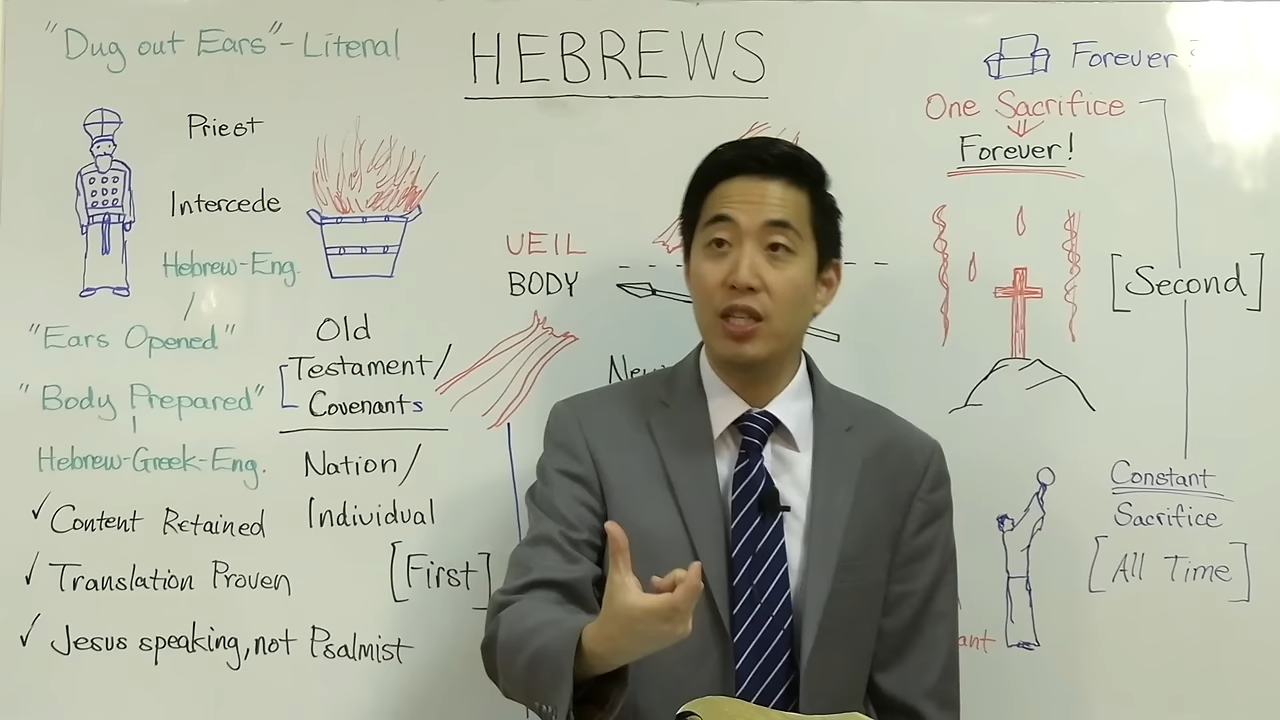 "Dug out Ears"-Literal
HEBREWS
Forever?
One Sacrifice
Forever!
Priest
Intercede
Hebrew-Eng.
"Ears Opened"
"Body Prepared"
Hebrew-Greek-Eng.
✓ Content Retained
✓ Translation Proven
✓ Jesus speaking, not Psalmist
Old
Testament/
Covenants
Nation/
Individual
[First]
VEIL
BODY
[Second]
Constant
Sacrifice
[All Time]